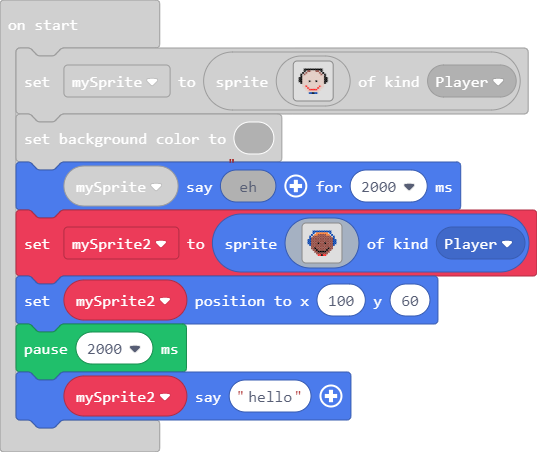 on start
set mySprite to sprite of kind Player
set background color to
"
mySprite say eh for 2000 ms
set mySprite2 to sprite of kind Player
set mySprite2 position to x 100 y 60
pause 2000 ms
mySprite2 say "hello"